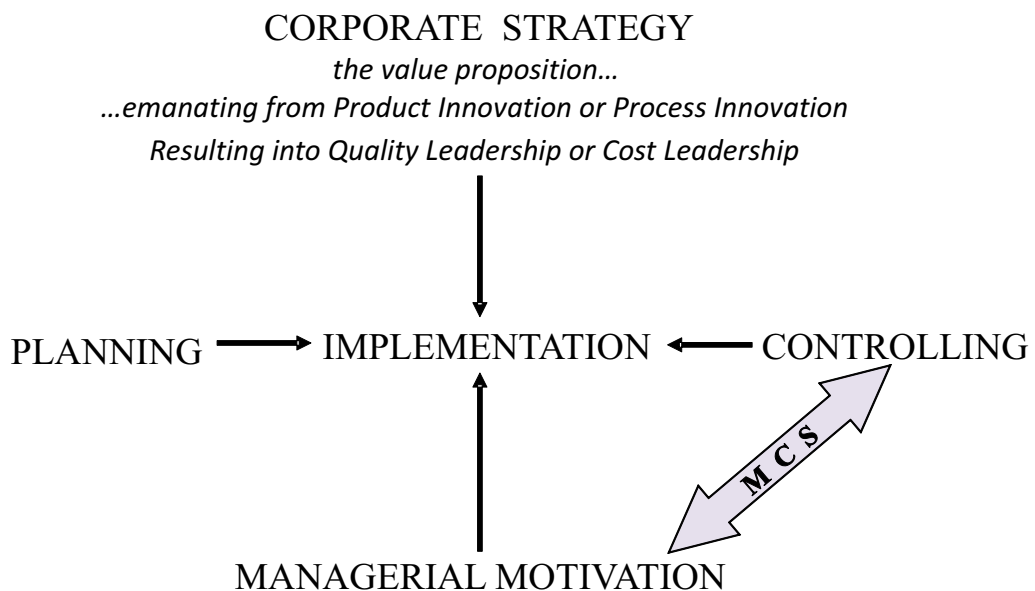 CORPORATE STRATEGY
the value proposition…
…emanating from Product Innovation or Process Innovation
Resulting into Quality Leadership or Cost Leadership
PLANNING
IMPLEMENTATION
CONTROLLING
M C S
MANAGERIAL MOTIVATION